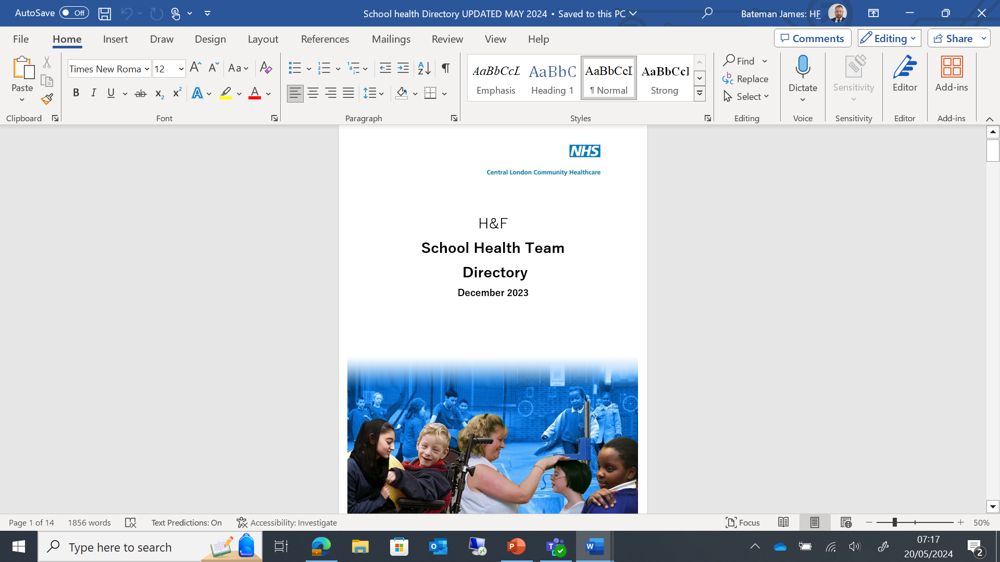 AutoSave Off
School health Directory UPDATED MAY 2024 • Saved to this PC
Bateman James: HF
File Home Insert Draw Design Layout References Mailings Review View Help
Comments Editing Share
Paste
Times New Roma 12
Aa
B I U ab x2 x2 A A
AaBbCcL AaBbC AaBbCcI AaBbCcI
Emphasis Heading 1 ¶ Normal Strong
Find
Replace
Select
Dictate
Sensitivity
Editor
Add-ins
Clipboard Font Paragraph Styles Editing Voice Sensitivity Editor Add-ins
NHS
Central London Community Healthcare
H&F
School Health Team
Directory
December 2023
Page 1 of 14 1856 words Text Predictions: On Accessibility: Investigate Focus 50%
Type here to search
07:17
20/05/2024
2